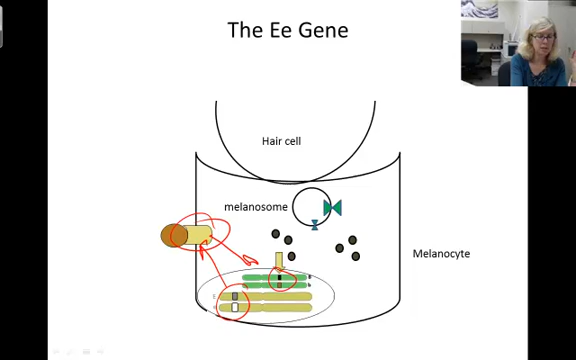 The Ee Gene
Hair cell
melanosome
Melanocyte
B
b
E